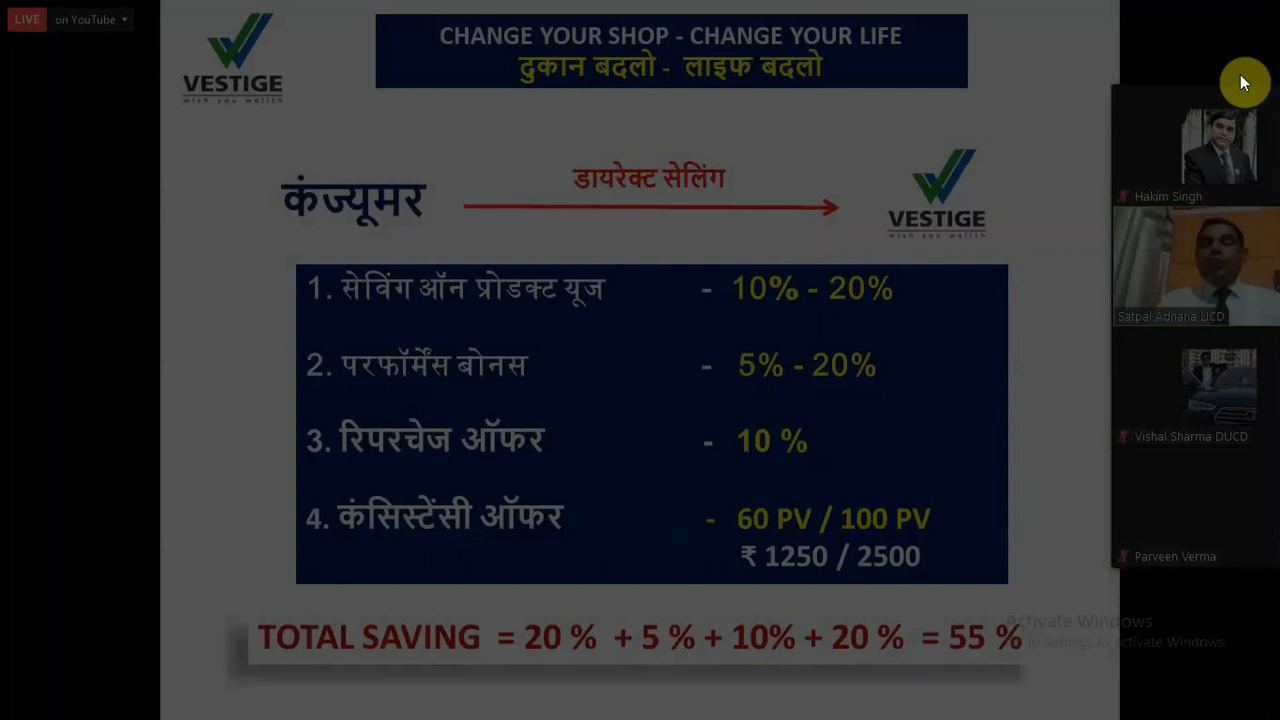 LIVE on YouTube
VESTIGE
wish you wellth
CHANGE YOUR SHOP - CHANGE YOUR LIFE
दुकान बदलो - लाइफ बदलो
कंज्यूमर
डायरेक्ट सेलिंग
VESTIGE
wish you wellth
1. सेविंग ऑन प्रोडक्ट यूज - 10% - 20%
2. परफॉर्मेंस बोनस - 5% - 20%
3. रिपरचेज ऑफर - 10 %
4. कंसिस्टेंसी ऑफर - 60 PV / 100 PV
₹ 1250 / 2500
TOTAL SAVING = 20 % + 5 % + 10% + 20 % = 55 %
Hakim Singh
Satpal Adhana UCD
Vishal Sharma DUCD
Parveen Verma
Activate Windows
to Settings to activate Windows.